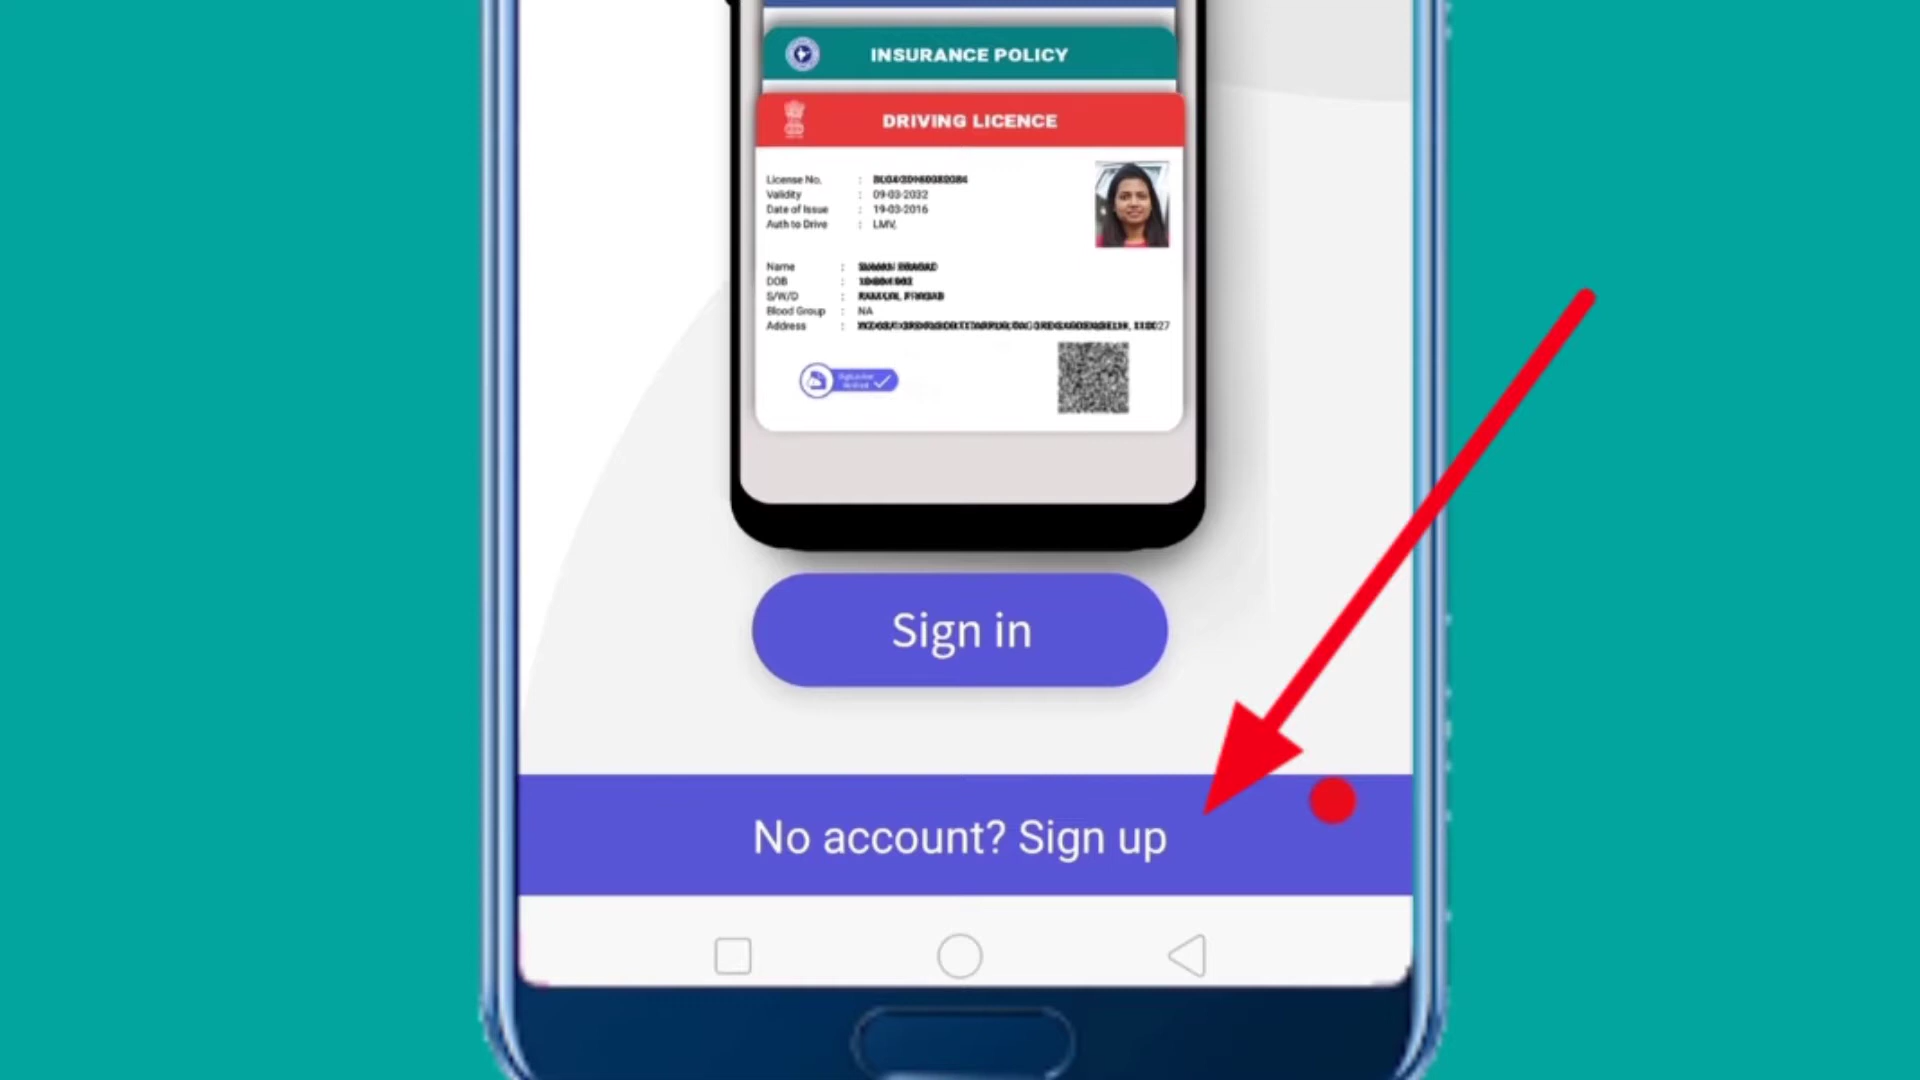 INSURANCE POLICY
DRIVING LICENCE
License No. :
Validity : 09-03-2032
Date of Issue : 19-03-2016
Auth to Drive : LMV,
Name :
DOB :
S/W/D :
Blood Group : NA
Address :
Sign in
No account? Sign up